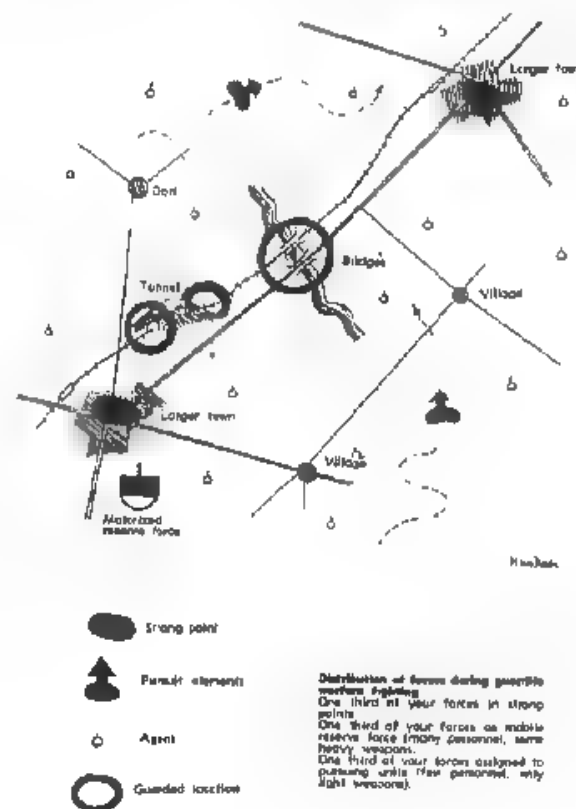 Larger tow
Bridges
Tunnel
Village
Larger town
Village
Motorized
reserve force
Strong point
Pursuit elements
Agent
Guarded location
Distribution of forces during guerilla
warfare fighting
One third of your forces in strong
points
One third of your forces as mobile
reserve force (many personnel, some
heavy weapons.
One third of your forces assigned to
pursuing units (few personnel, only
light weapons).